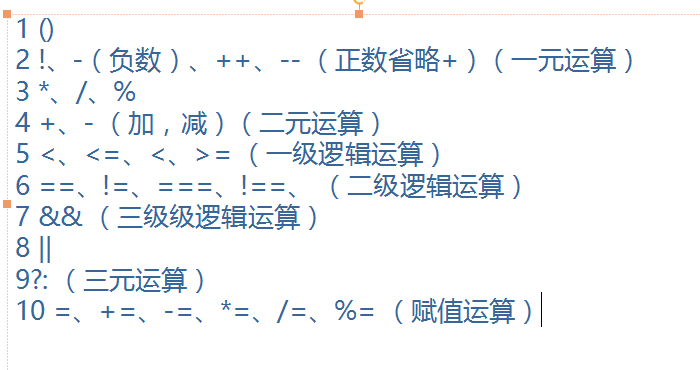 1 ()
2 !、-（负数）、++、--（正数省略+）（一元运算）
3 *、/、%
4 +、-（加，减）（二元运算）
5 <、<=、<、>=（一级逻辑运算）
6 ==、!=、===、!==、 （二级逻辑运算）
7 &&（三级级逻辑运算）
8 ||
9?:（三元运算）
10 =、+=、-=、*=、/=、%=（赋值运算）